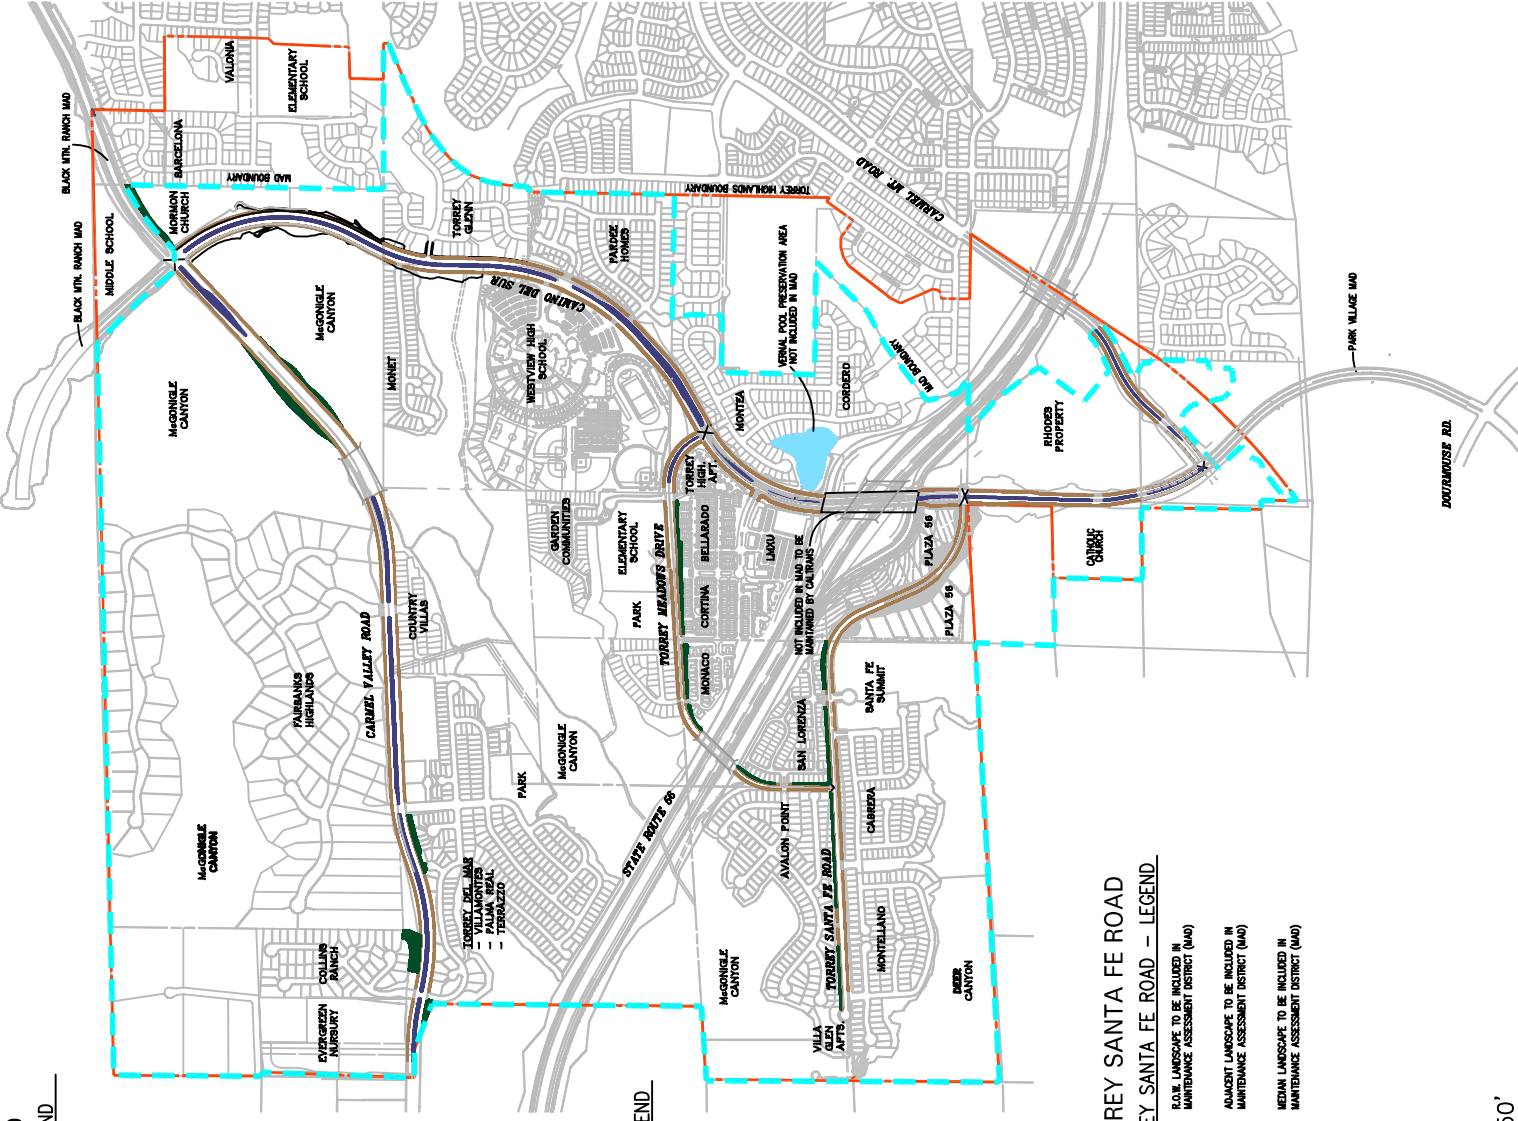 BLACK MTN. RANCH MAD
BLACK MTN. RANCH MAD
MIDDLE SCHOOL
MORMON
CHURCH
BARCELONA
VALONIA
ELEMENTARY
SCHOOL
MAD BOUNDARY
McGONIGLE
CANYON
McGONIGLE
CANYON
MONET
TORREY
GLENN
CAMINO DEL SUR
WESTVIEW HIGH
SCHOOL
PARDEE
HOMES
TORREY HIGHLANDS BOUNDARY
CARMEL MT. ROAD
VERNAL POOL PRESERVATION AREA
NOT INCLUDED IN MAD
MAD BOUNDARY
CORDERD
MONTEA
RHODES
PROPERTY
PARK VILLAGE MAD
DOURMOUSE RD.
TORREY
HIGH.
APT.
GARDEN
COMMUNITIES
ELEMENTARY
SCHOOL
PARK
TORREY MEADOWS DRIVE
BELLARADO
CORTINA
MONACO
LMXU
NOT INCLUDED IN MAD TO BE
MAINTAINED BY CALTRANS
PLAZA 56
PLAZA 56
CATHOLIC
CHURCH
CARMEL VALLEY ROAD
COUNTRY
VILLAS
FAIRBANKS
HIGHLANDS
McGONIGLE
CANYON
McGONIGLE
CANYON
PARK
STATE ROUTE 56
SAN LORENZA
SANTA FE
SUMMIT
AVALON POINT
CABRERA
TORREY SANTA FE ROAD
MONTELLANO
TORREY DEL MAR
- VILLAMONTES
- PALMA REAL
- TERRAZZO
COLLINS
RANCH
EVERGREEN
NURSURY
McGONIGLE
CANYON
DEER
CANYON
VILLA
GLEN
APTS.
END
REY SANTA FE ROAD
EY SANTA FE ROAD - LEGEND
R.O.W. LANDSCAPE TO BE INCLUDED IN
MAINTENANCE ASSESSMENT DISTRICT (MAD)
ADJACENT LANDSCAPE TO BE INCLUDED IN
MAINTENANCE ASSESSMENT DISTRICT (MAD)
MEDIAN LANDSCAPE TO BE INCLUDED IN
MAINTENANCE ASSESSMENT DISTRICT (MAD)